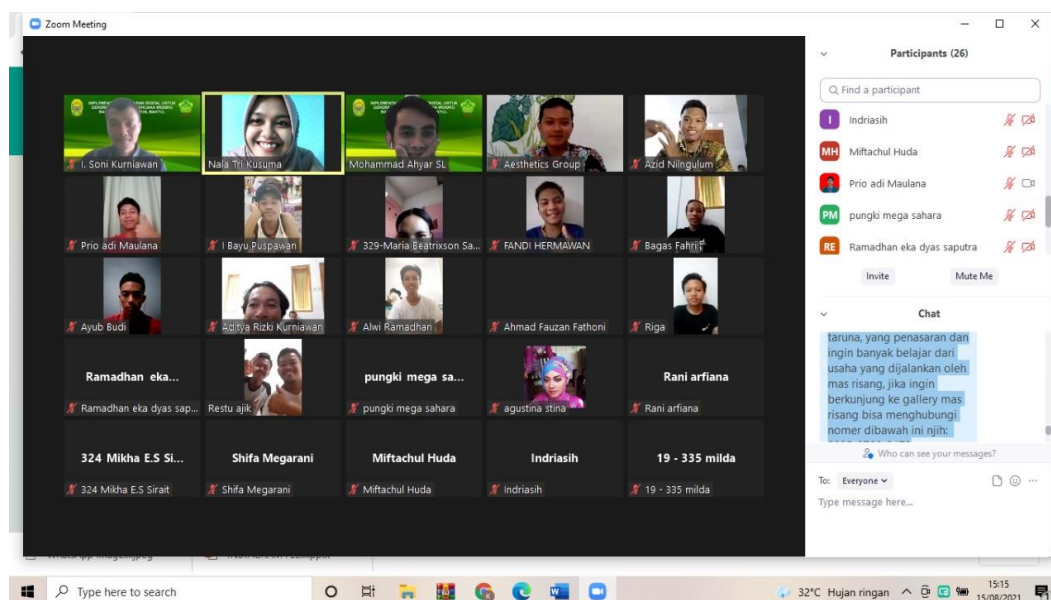 Zoom Meeting
I. Soni Kurniawan
Nala Tri Kusuma
Mohammad Ahyar SL
Aesthetics Group
Azid Nilngulum
Prio adi Maulana
I Bayu Puspawan
329-Maria Beatrixson Sa...
FANDI HERMAWAN
Bagas Fahri
Ayub Budi
Aditya Rizki Kurniawan
Alwi Ramadhan
Ahmad Fauzan Fathoni
Riga
Ramadhan eka...
Ramadhan eka dyas sap...
Restu ajik
pungki mega sa...
pungki mega sahara
agustina stina
Rani arfiana
Rani arfiana
324 Mikha E.S Si...
324 Mikha E.S Sirait
Shifa Megarani
Shifa Megarani
Miftachul Huda
Miftachul Huda
Indriasih
Indriasih
19 - 335 milda
19 - 335 milda
Participants (26)
Find a participant
I Indriasih
MH Miftachul Huda
Prio adi Maulana
PM pungki mega sahara
RE Ramadhan eka dyas saputra
Invite Mute Me
Chat
taruna, yang penasaran dan
ingin banyak belajar dari
usaha yang dijalankan oleh
mas risang, jika ingin
berkunjung ke gallery mas
risang bisa menghubungi
nomer dibawah ini njih:
Who can see your messages?
To: Everyone
Type message here...
Type here to search
32°C Hujan ringan
15:15
15/08/2021